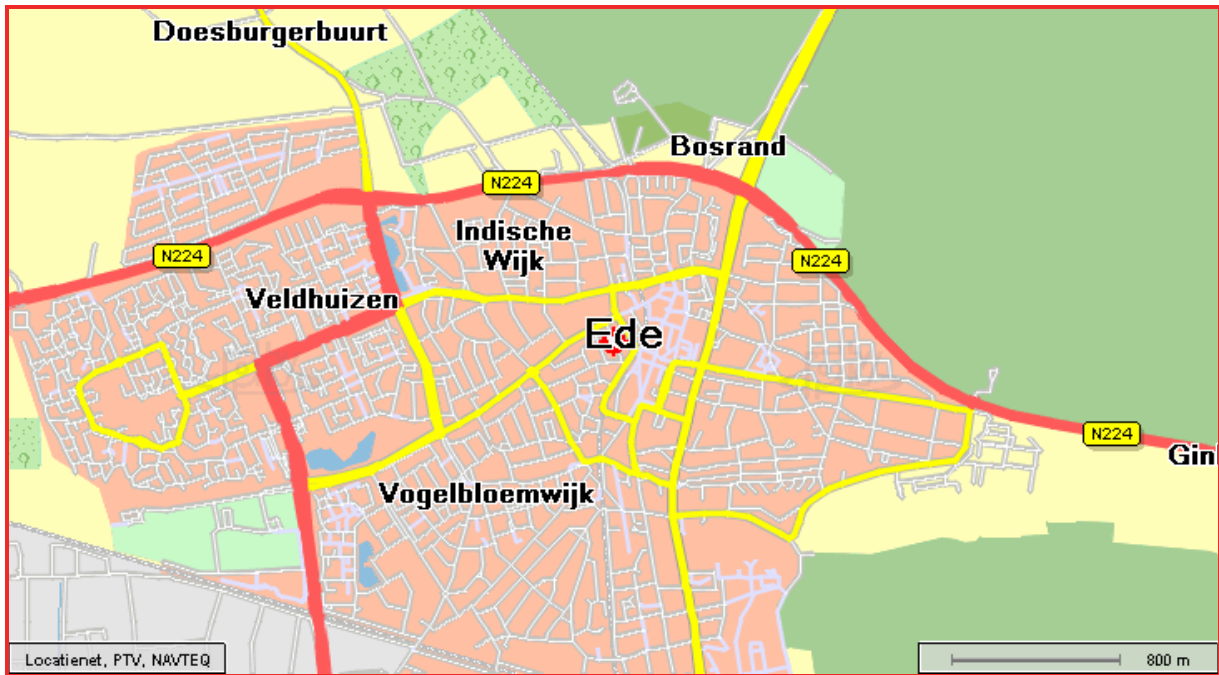 Doesburgerbuurt
Bosrand
N224
Indische
Wijk
N224
N224
Veldhuizen
Ede
N224
Gin
Vogelbloemwijk
Locatienet, PTV, NAVTEQ
800 m